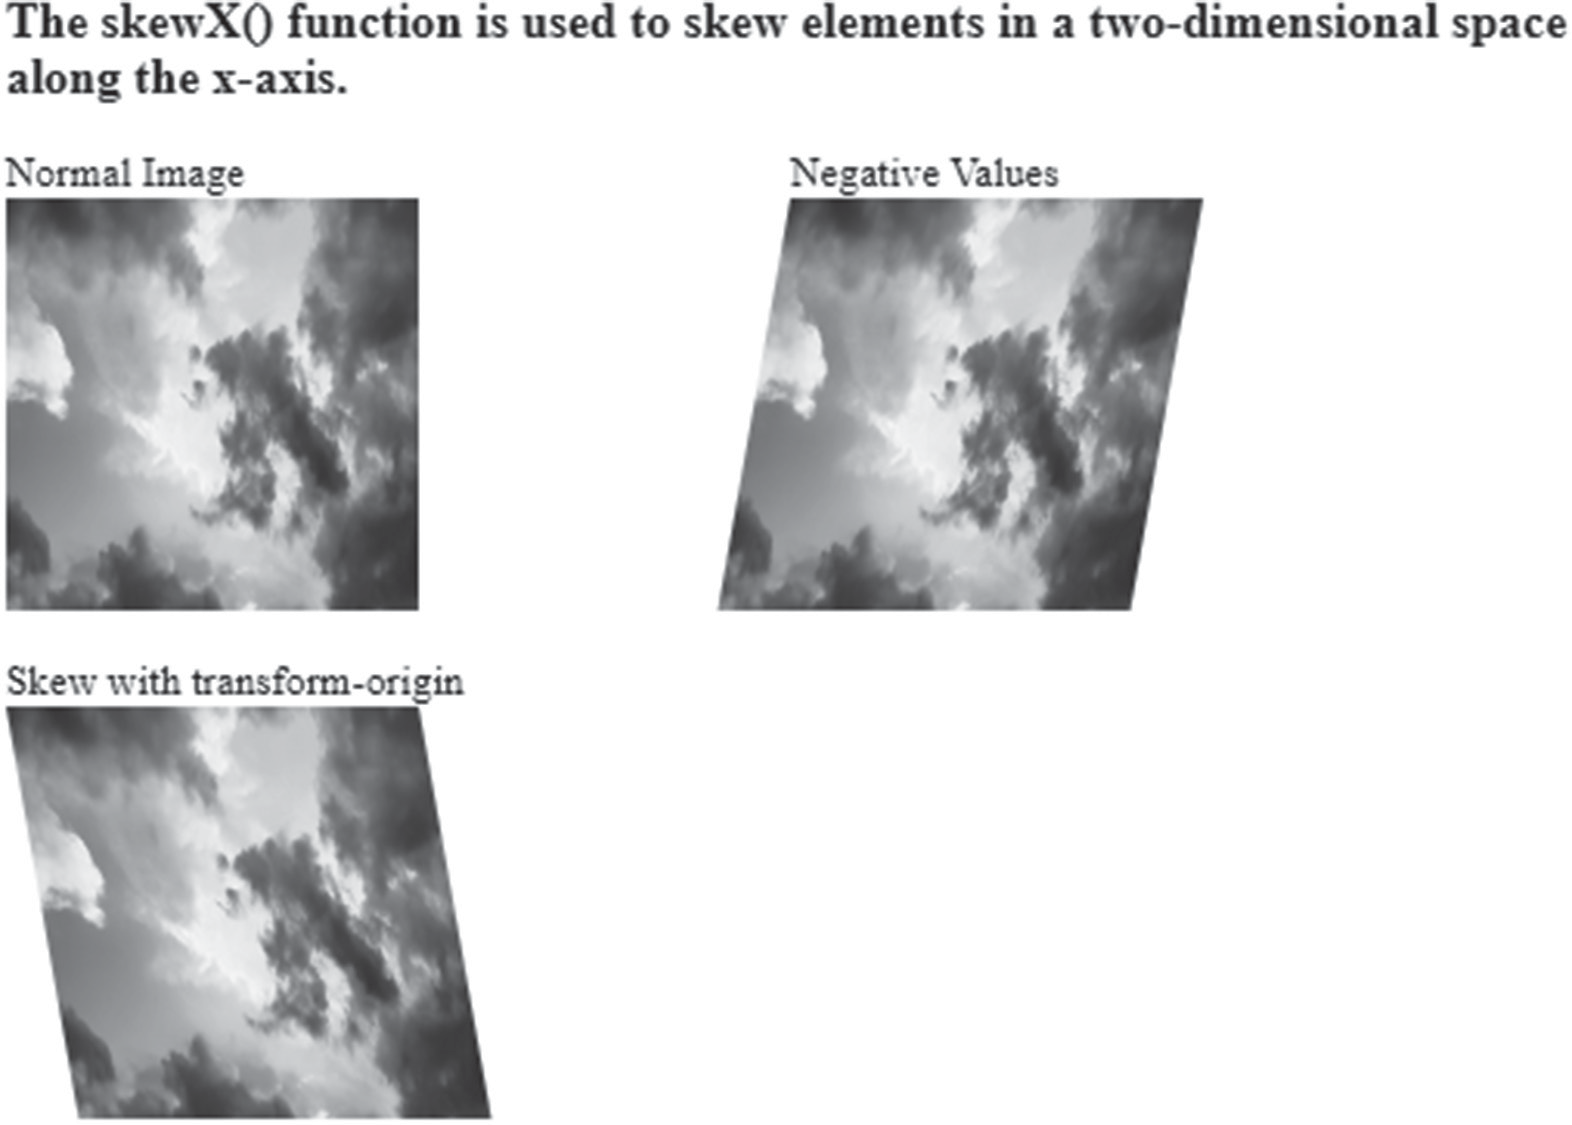 The skewX() function is used to skew elements in a two-dimensional space
along the x-axis.
Normal Image
Negative Values
Skew with transform-origin